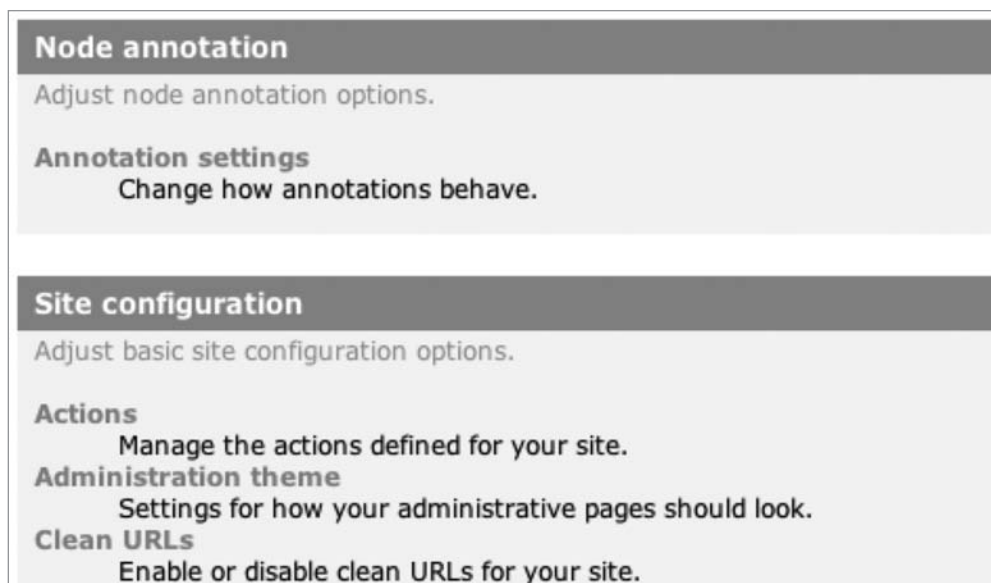 Node annotation
Adjust node annotation options.
Annotation settings
Change how annotations behave.
Site configuration
Adjust basic site configuration options.
Actions
Manage the actions defined for your site.
Administration theme
Settings for how your administrative pages should look.
Clean URLs
Enable or disable clean URLs for your site.